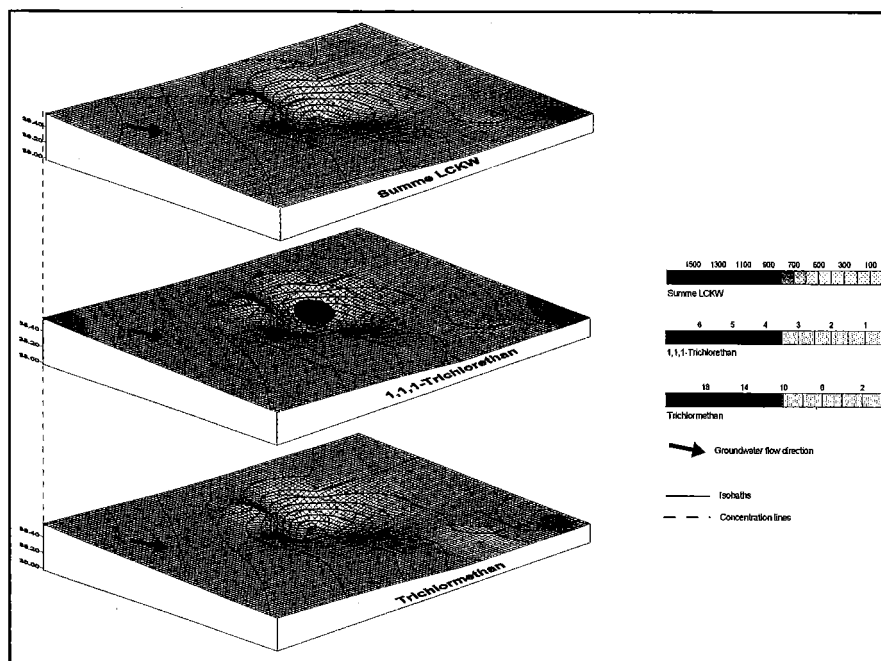 Summe LCKW
1,1,1-Trichlorethan
Trichlormethan
1500 1300 1100 900 700 500 300 100
Summe LCKW
6 5 4 3 2 1
1,1,1-Trichlorethan
18 14 10 6 2
Trichlormethan
Groundwater flow direction
Isohaths
Concentration lines